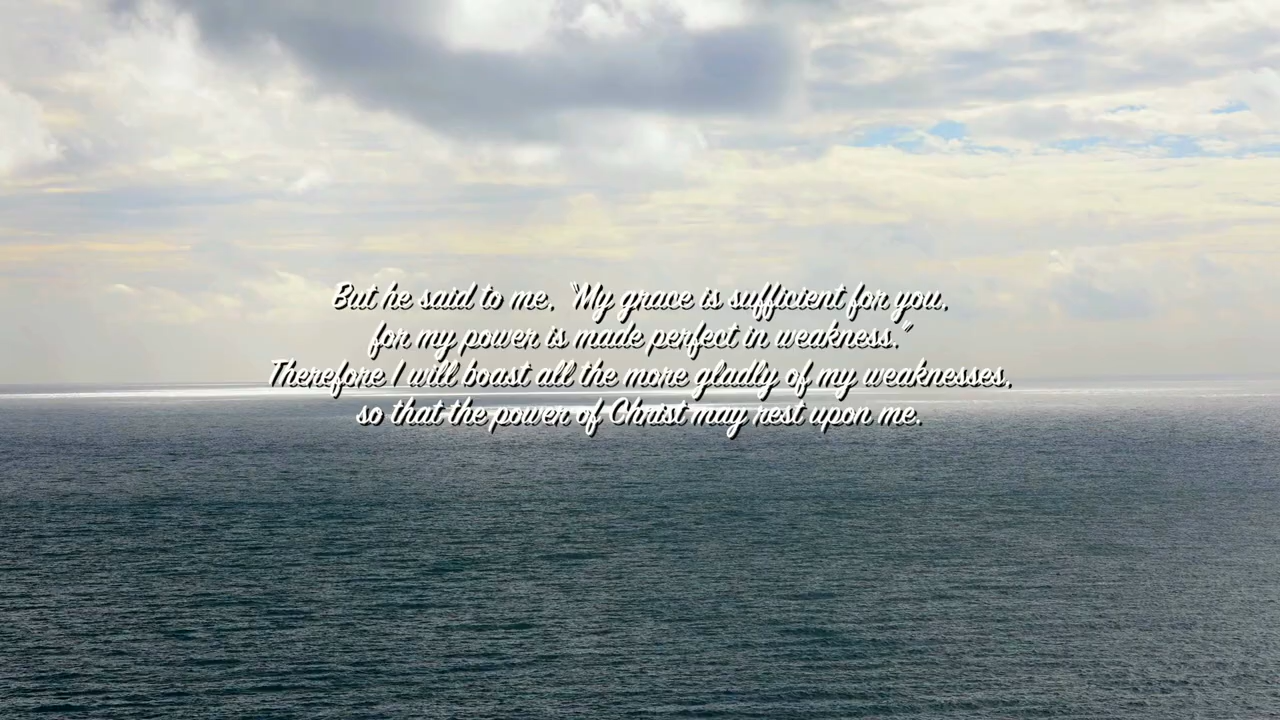 But he said to me, “My grace is sufficient for you,
for my power is made perfect in weakness.”
Therefore I will boast all the more gladly of my weaknesses,
so that the power of Christ may rest upon me.